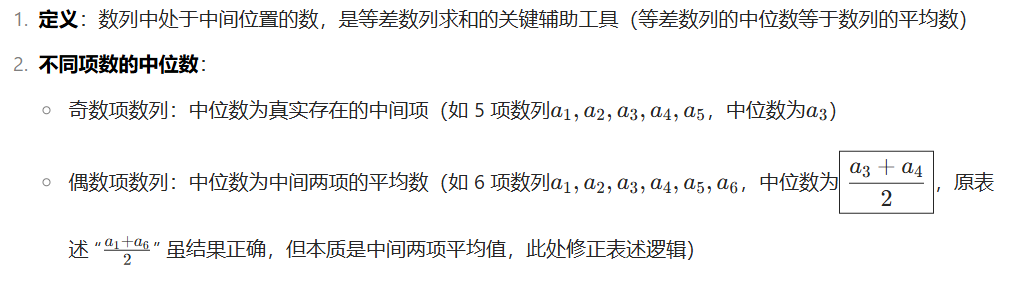 1. 定义：数列中处于中间位置的数，是等差数列求和的关键辅助工具（等差数列的中位数等于数列的平均数）
2. 不同项数的中位数：
○ 奇数项数列：中位数为真实存在的中间项（如 5 项数列$a_1, a_2, a_3, a_4, a_5$，中位数为$a_3$）
○ 偶数项数列：中位数为中间两项的平均数（如 6 项数列$a_1, a_2, a_3, a_4, a_5, a_6$，中位数为$\boxed{\frac{a_3+a_4}{2}}$，原表
述 “$\frac{a_1+a_6}{2}$” 虽结果正确，但本质是中间两项平均值，此处修正表述逻辑）